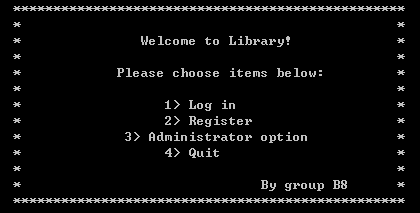 **************************************************
*                                                *
*              Welcome to Library!               *
*                                                *
*           Please choose items below:           *
*                                                *
*                 1> Log in                      *
*                 2> Register                    *
*            3> Administrator option             *
*                 4> Quit                        *
*                                                *
*                              By group B8       *
**************************************************